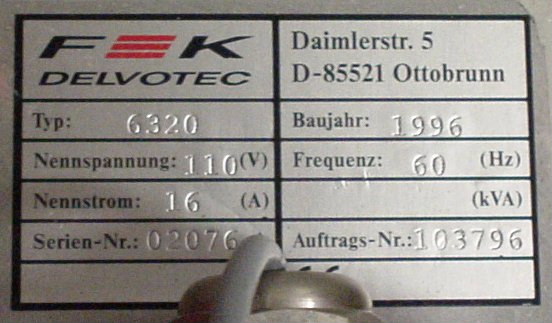 F&K DELVOTEC
Daimlerstr. 5
D-85521 Ottobrunn
Typ: 6320
Baujahr: 1996
Nennspannung: 110 (V)
Frequenz: 60 (Hz)
Nennstrom: 16 (A)
(kVA)
Serien-Nr.: 02076
Auftrags-Nr.: 103796